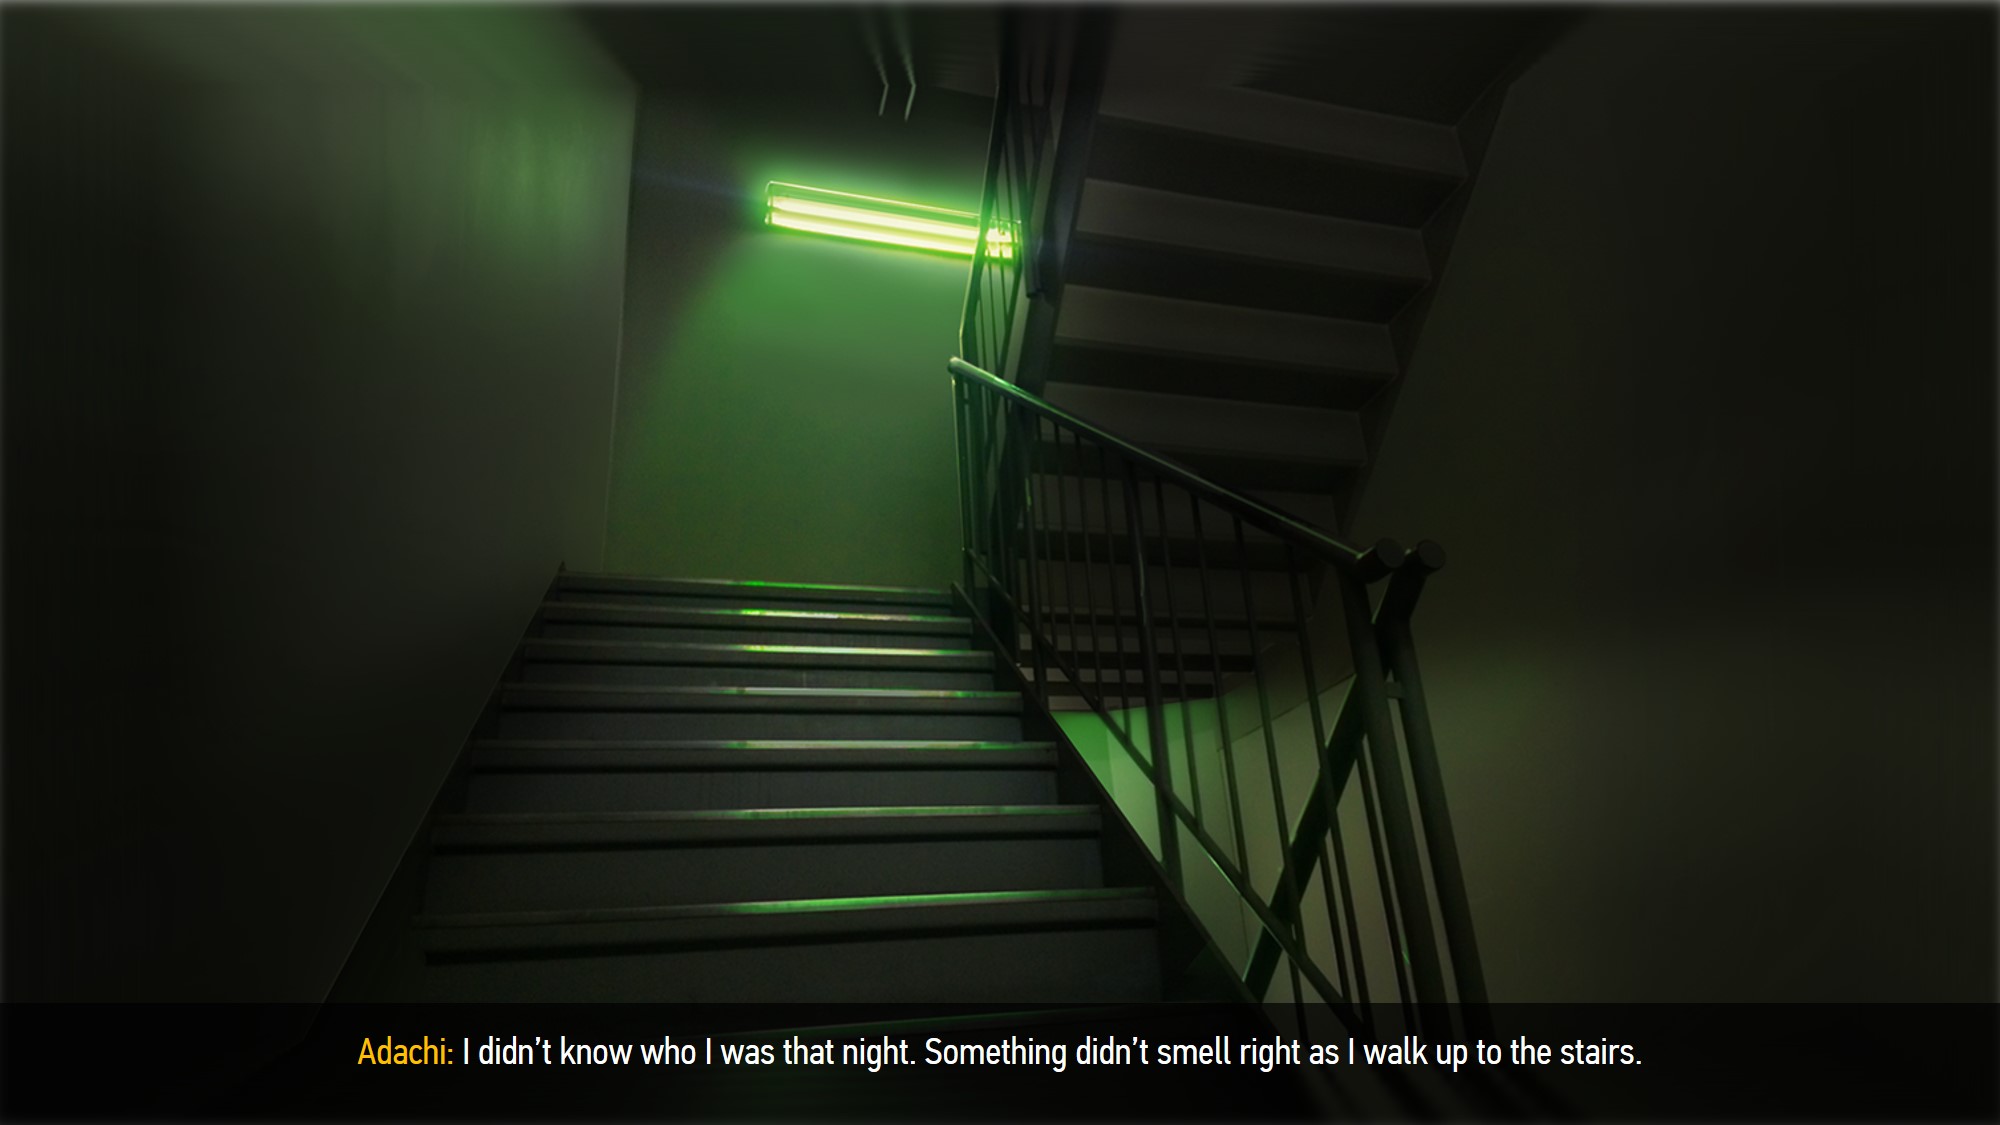 Adachi: I didn’t know who I was that night. Something didn’t smell right as I walk up to the stairs.